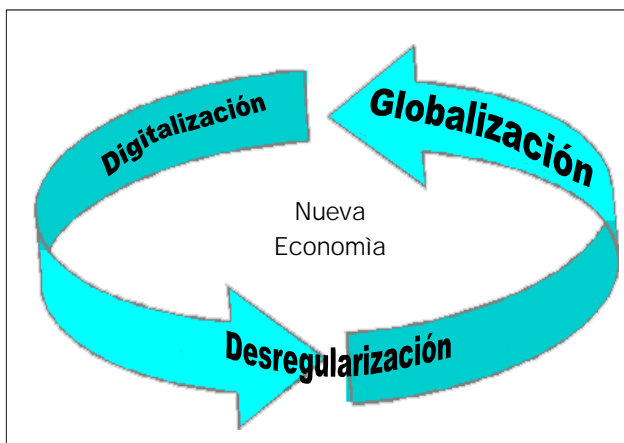 Digitalización
Globalización
Nueva
Economìa
Desregularización